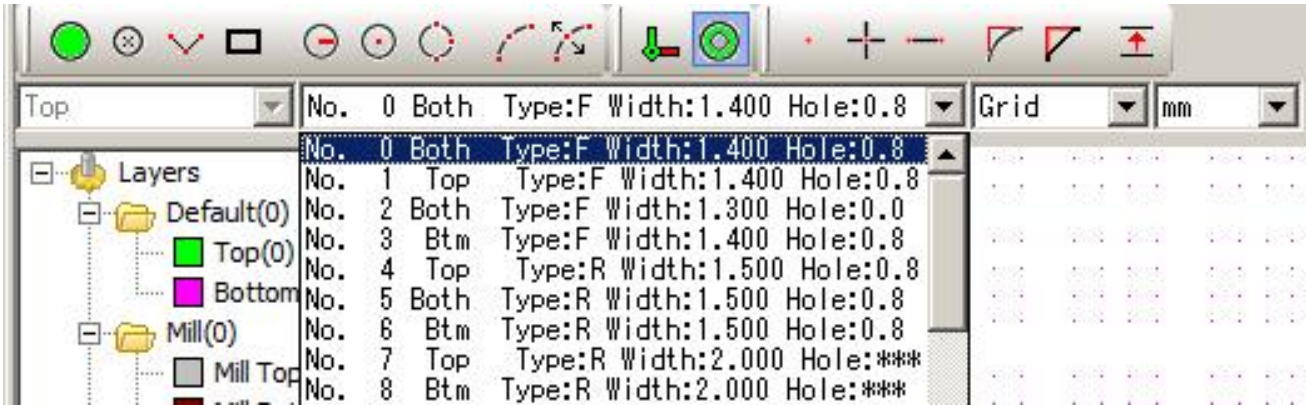 Top No. 0 Both Type:F Width:1.400 Hole:0.8 Grid mm
No. 0 Both Type:F Width:1.400 Hole:0.8
Layers
No. 1 Top Type:F Width:1.400 Hole:0.8
Default(0)
No. 2 Both Type:F Width:1.300 Hole:0.0
Top(0)
No. 3 Btm Type:F Width:1.400 Hole:0.8
No. 4 Top Type:R Width:1.500 Hole:0.8
Bottom
No. 5 Both Type:R Width:1.500 Hole:0.8
Mill(0)
No. 6 Btm Type:R Width:1.500 Hole:0.8
Mill Top
No. 7 Top Type:R Width:2.000 Hole:***
No. 8 Btm Type:R Width:2.000 Hole:***